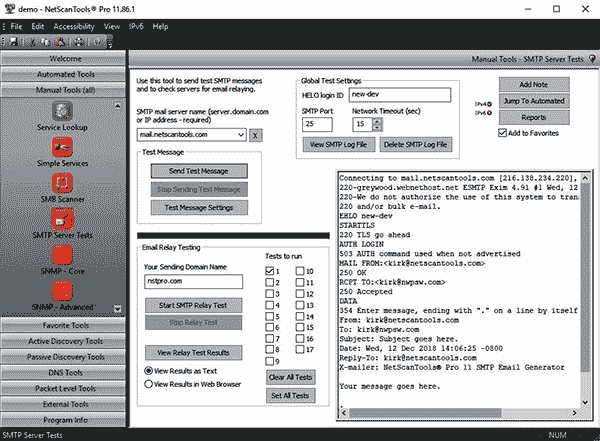 demo - NetScanTools® Pro 11.86.1
File Edit Accessibility View IPv6 Help
Welcome
Automated Tools
Manual Tools (all)
Service Lookup
Simple Services
SMB Scanner
SMTP Server Tests
SNMP - Core
SNMP - Advanced
Favorite Tools
Active Discovery Tools
Passive Discovery Tools
DNS Tools
Packet Level Tools
External Tools
Program Info
Manual Tools - SMTP Server Tests
Use this tool to send test SMTP messages
and to check servers for email relaying.
SMTP mail server name (server.domain.com
or IP address - required)
mail.netscantools.com
X
Test Message
Send Test Message
Stop Sending Test Message
Test Message Settings
Global Test Settings
HELO login ID new-dev
SMTP Port Network Timeout (sec)
25 15
View SMTP Log File Delete SMTP Log File
IPv4
IPv6
Add Note
Jump To Automated
Reports
Add to Favorites
Email Relay Testing
Your Sending Domain Name
nstpro.com
Start SMTP Relay Test
Stop Relay Test
View Relay Test Results
View Results as Text
View Results in Web Browser
Tests to run
1 10
2 11
3 12
4 13
5 14
6 15
7 16
8 17
9
Clear All Tests
Set All Tests
Connecting to mail.netscantools.com [216.138.234.220],
220-greywood.webnethost.net ESMTP Exim 4.91 #1 Wed, 12
220-We do not authorize the use of this system to tran
220 and/or bulk e-mail.
EHLO new-dev
STARTTLS
220 TLS go ahead
AUTH LOGIN
503 AUTH command used when not advertised
MAIL FROM:<kirk@netscantools.com>
250 OK
RCPT TO:<kirk@nwpsw.com>
250 Accepted
DATA
354 Enter message, ending with "." on a line by itself
From: kirk@netscantools.com
To: kirk@nwpsw.com
Subject: Subject goes here.
Date: Wed, 12 Dec 2018 14:06:25 -0800
Reply-To: kirk@netscantools.com
X-mailer: NetScanTools® Pro 11 SMTP Email Generator
Your message goes here.
SMTP Server Tests
NUM